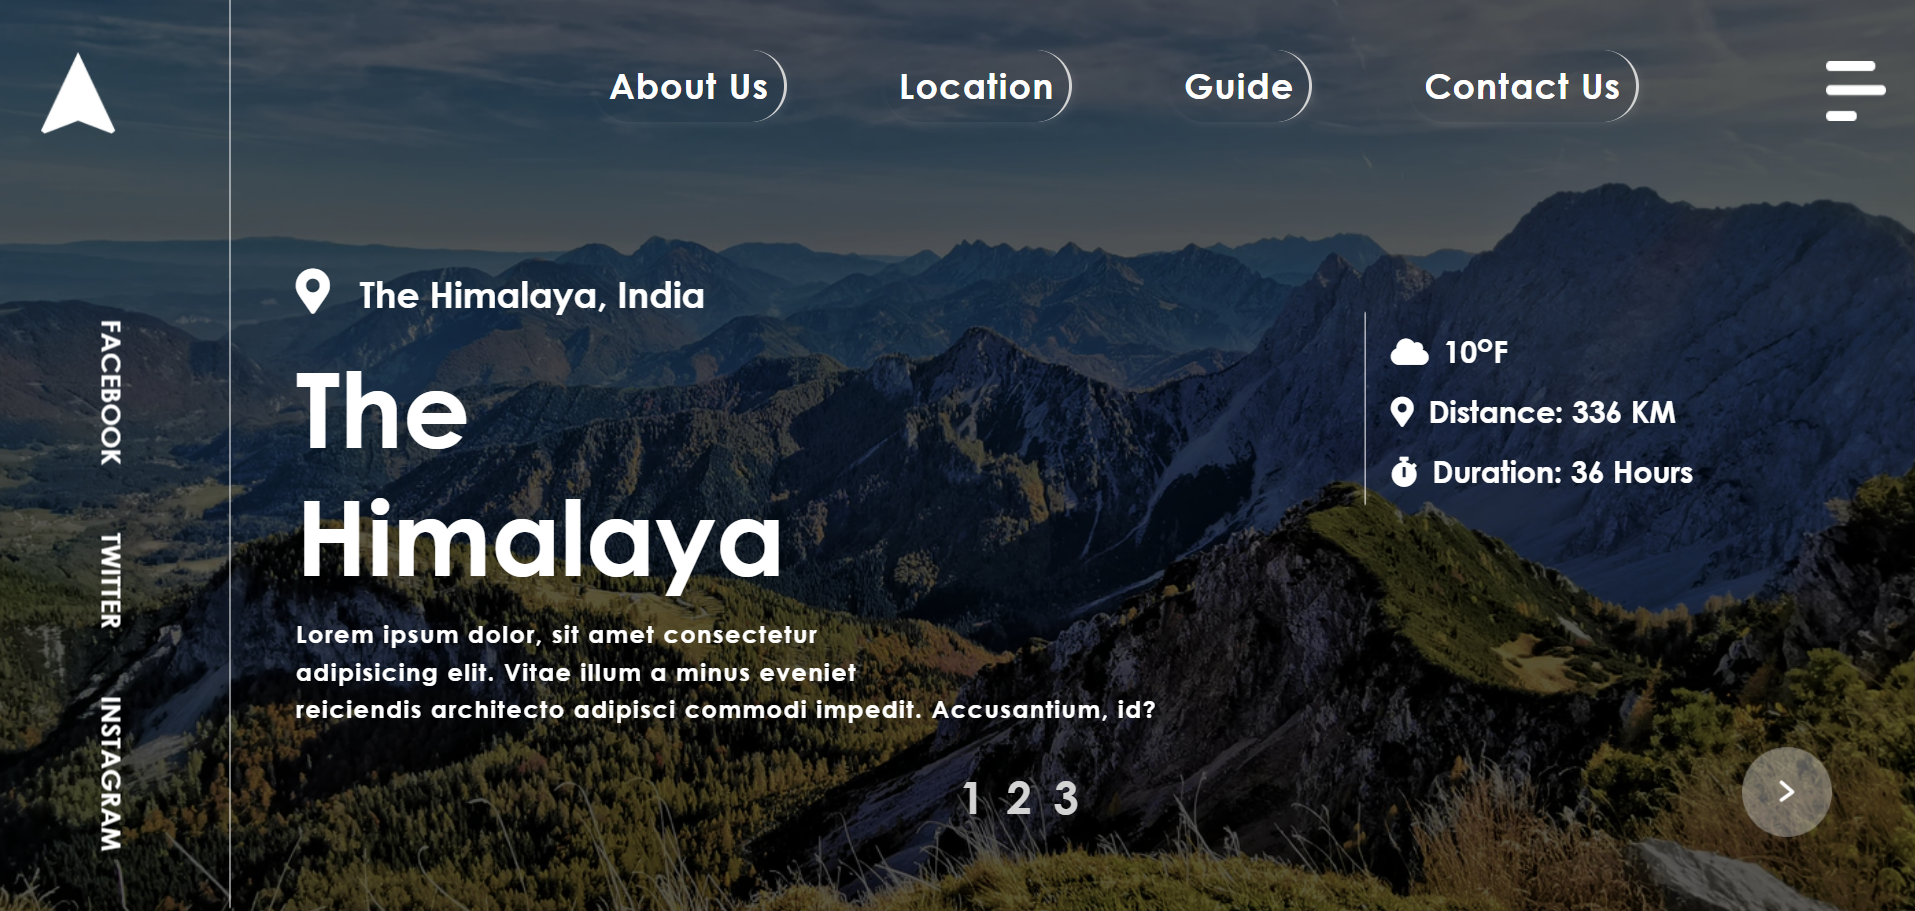 About Us
Location
Guide
Contact Us
The Himalaya, India
The
Himalaya
Lorem ipsum dolor, sit amet consectetur
adipisicing elit. Vitae illum a minus eveniet
reiciendis architecto adipisci commodi impedit. Accusantium, id?
10°F
Distance: 336 KM
Duration: 36 Hours
FACEBOOK
TWITTER
INSTAGRAM
1 2 3